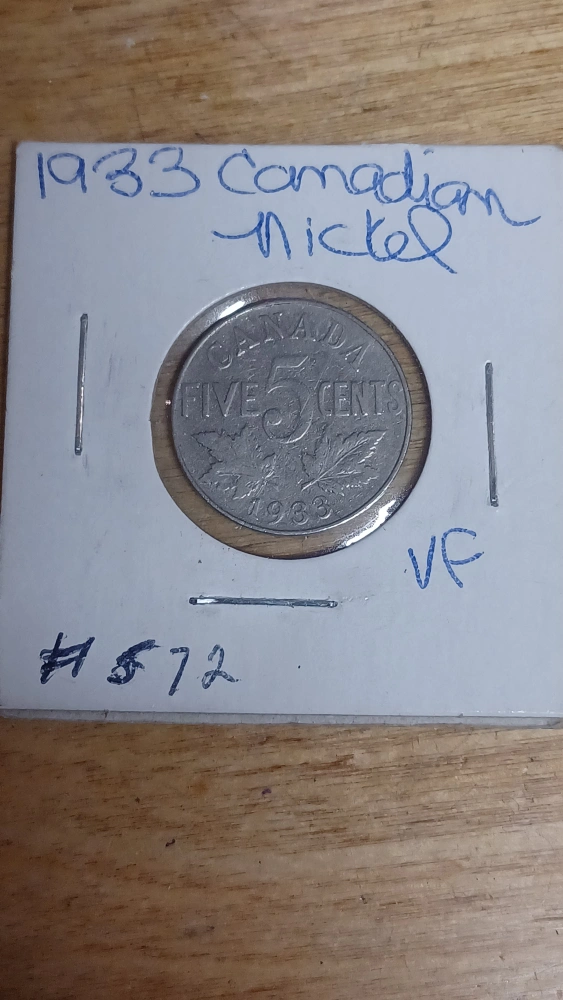 1933 Canadian
Nickel
CANADA
FIVE 5 CENTS
1933
VF
# 572